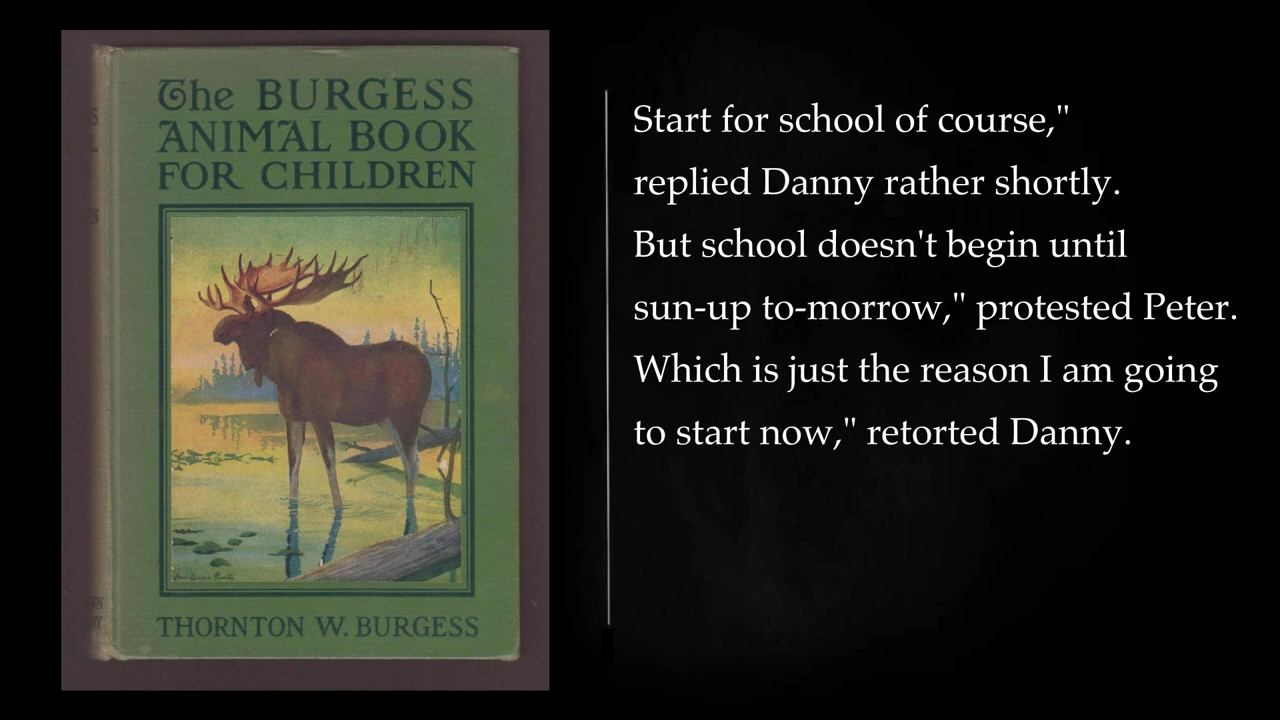 The BURGESS
ANIMAL BOOK
FOR CHILDREN
THORNTON W. BURGESS
Start for school of course,"
replied Danny rather shortly.
But school doesn't begin until
sun-up to-morrow," protested Peter.
Which is just the reason I am going
to start now," retorted Danny.